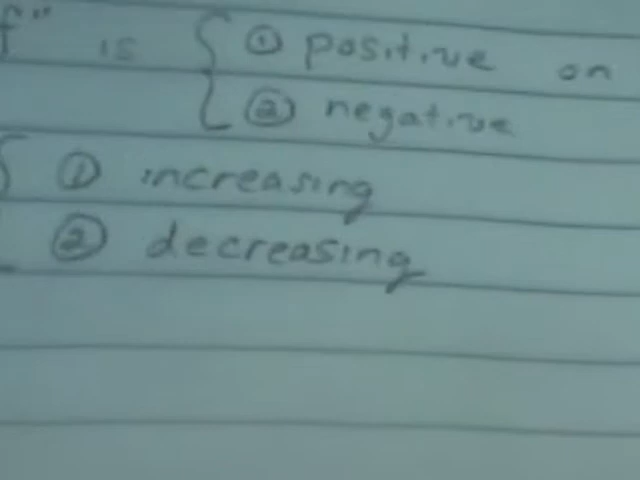 f" is { ① positive on
② negative
{ ① increasing
② decreasing